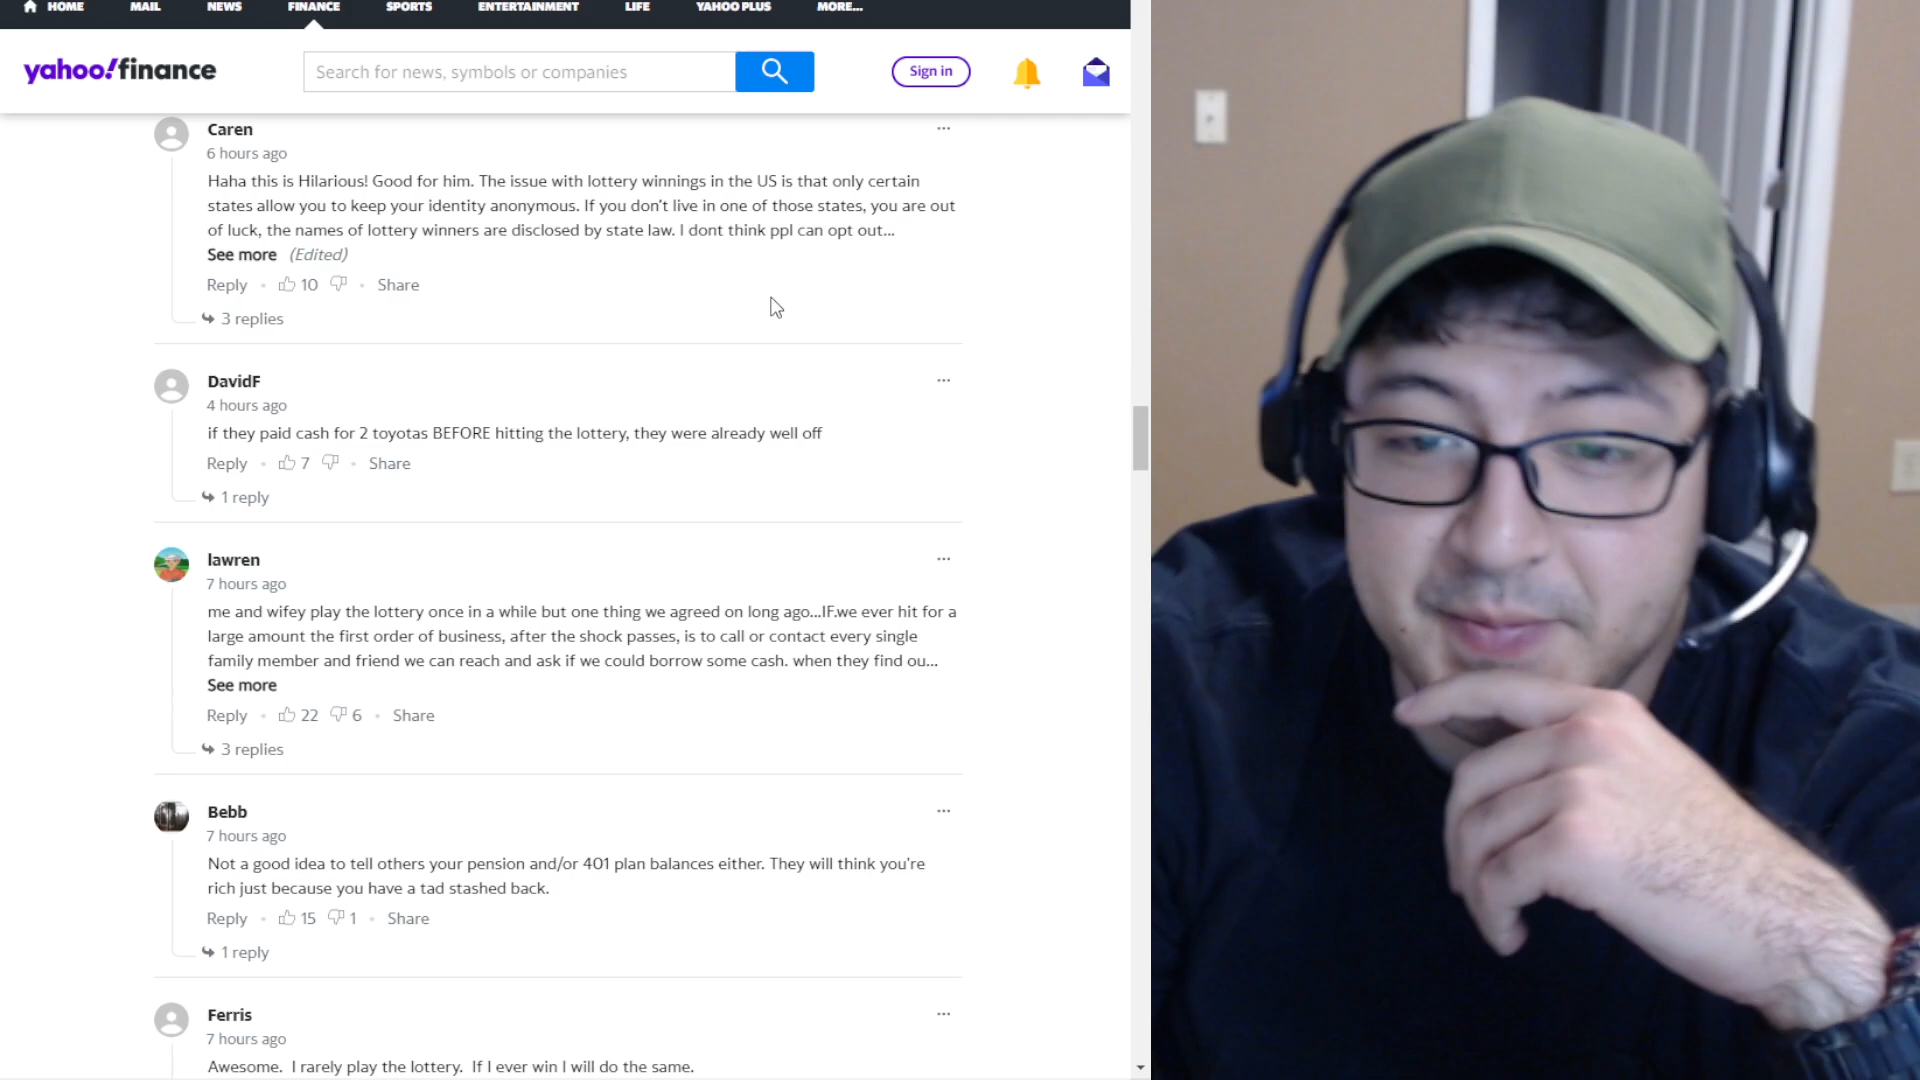 HOME MAIL NEWS FINANCE SPORTS ENTERTAINMENT LIFE YAHOO PLUS MORE...
yahoo!finance Search for news, symbols or companies Sign in
Caren
6 hours ago
Haha this is Hilarious! Good for him. The issue with lottery winnings in the US is that only certain
states allow you to keep your identity anonymous. If you don't live in one of those states, you are out
of luck, the names of lottery winners are disclosed by state law. I dont think ppl can opt out...
See more (Edited)
Reply 10 Share
3 replies
DavidF
4 hours ago
if they paid cash for 2 toyotas BEFORE hitting the lottery, they were already well off
Reply 7 Share
1 reply
lawren
7 hours ago
me and wifey play the lottery once in a while but one thing we agreed on long ago...IF.we ever hit for a
large amount the first order of business, after the shock passes, is to call or contact every single
family member and friend we can reach and ask if we could borrow some cash. when they find ou...
See more
Reply 22 6 Share
3 replies
Bebb
7 hours ago
Not a good idea to tell others your pension and/or 401 plan balances either. They will think you're
rich just because you have a tad stashed back.
Reply 15 1 Share
1 reply
Ferris
7 hours ago
Awesome. I rarely play the lottery. If I ever win I will do the same.